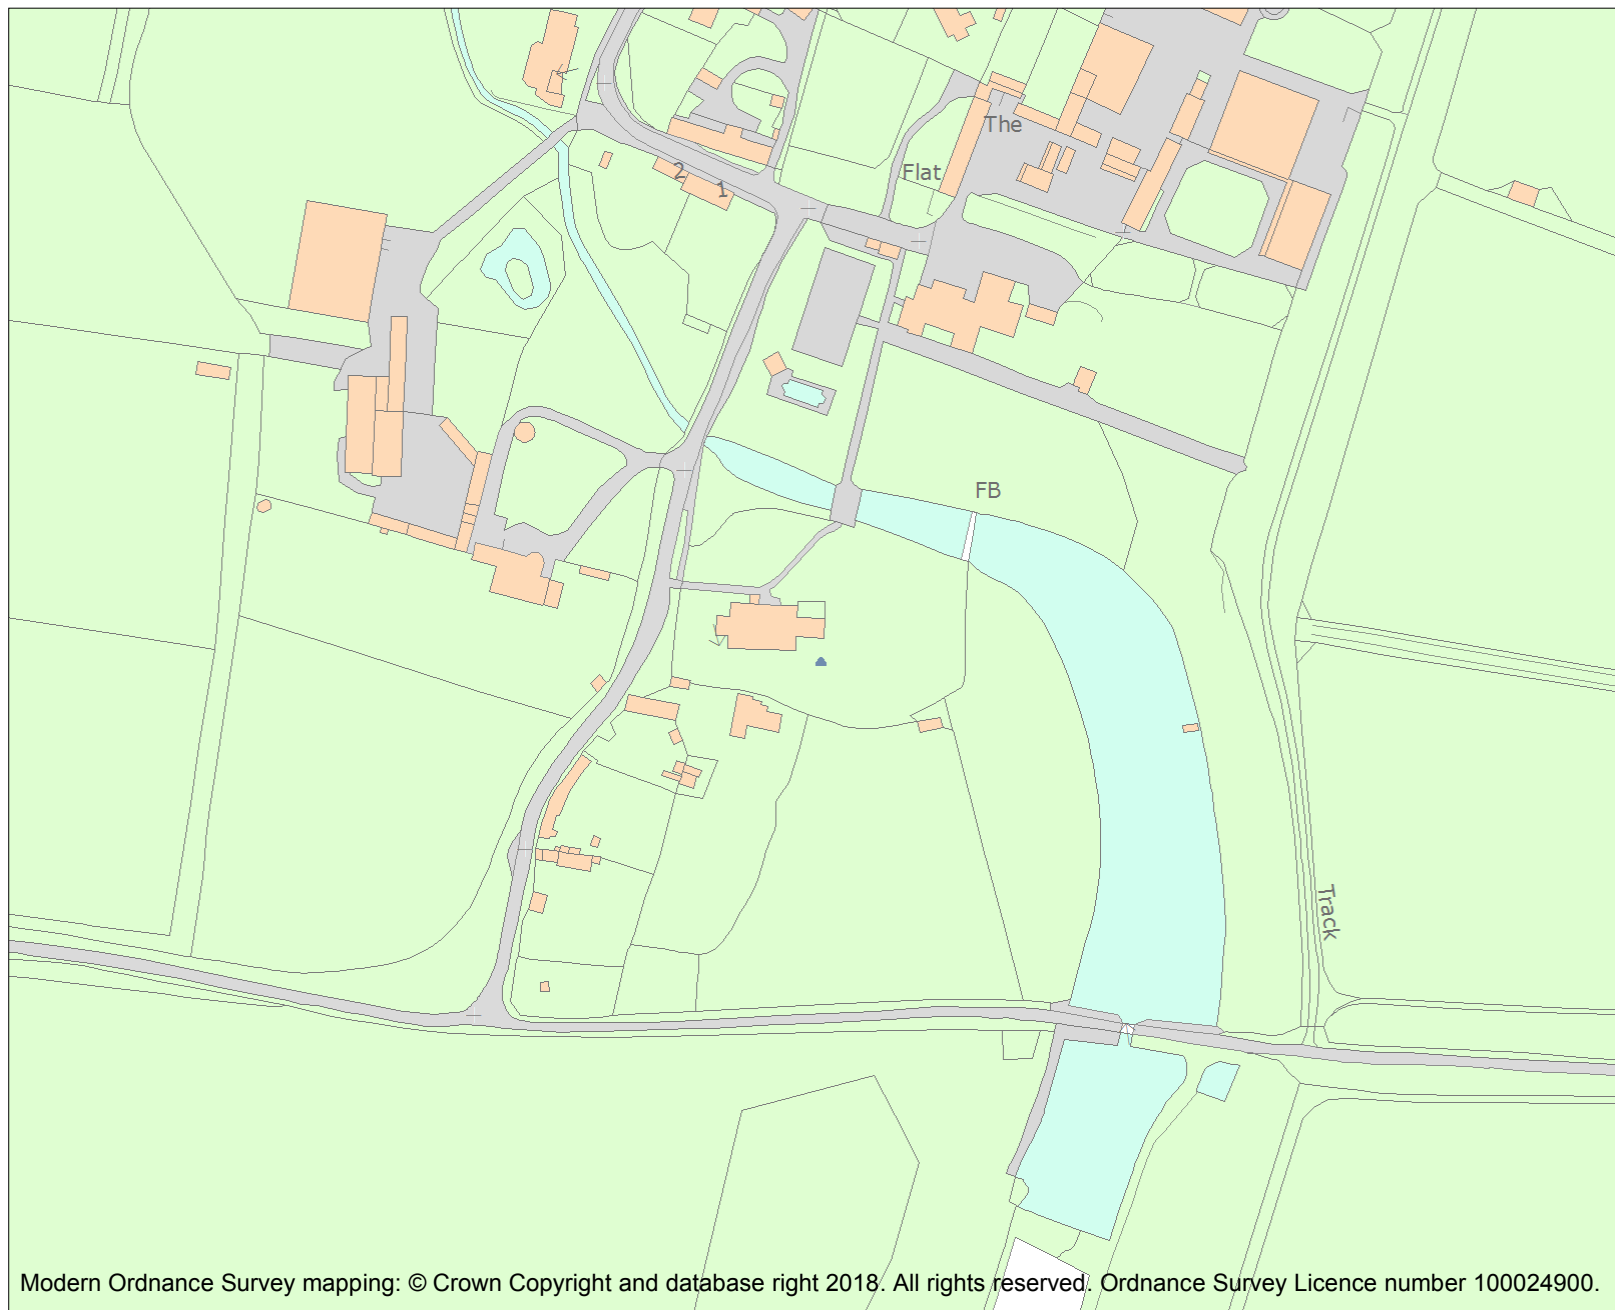 The
Flat
2
1
FB
Track
Modern Ordnance Survey mapping: © Crown Copyright and database right 2018. All rights reserved. Ordnance Survey Licence number 100024900.